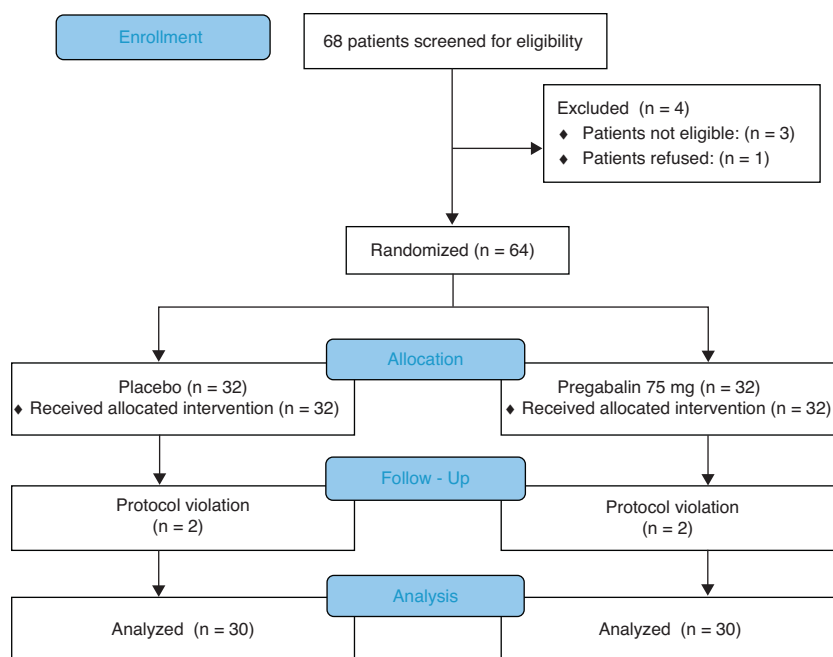 Enrollment
68 patients screened for eligibility
Excluded (n = 4)
♦ Patients not eligible: (n = 3)
♦ Patients refused: (n = 1)
Randomized (n = 64)
Allocation
Placebo (n = 32)
♦ Received allocated intervention (n = 32)
Pregabalin 75 mg (n = 32)
♦ Received allocated intervention (n = 32)
Follow - Up
Protocol violation
(n = 2)
Protocol violation
(n = 2)
Analysis
Analyzed (n = 30)
Analyzed (n = 30)